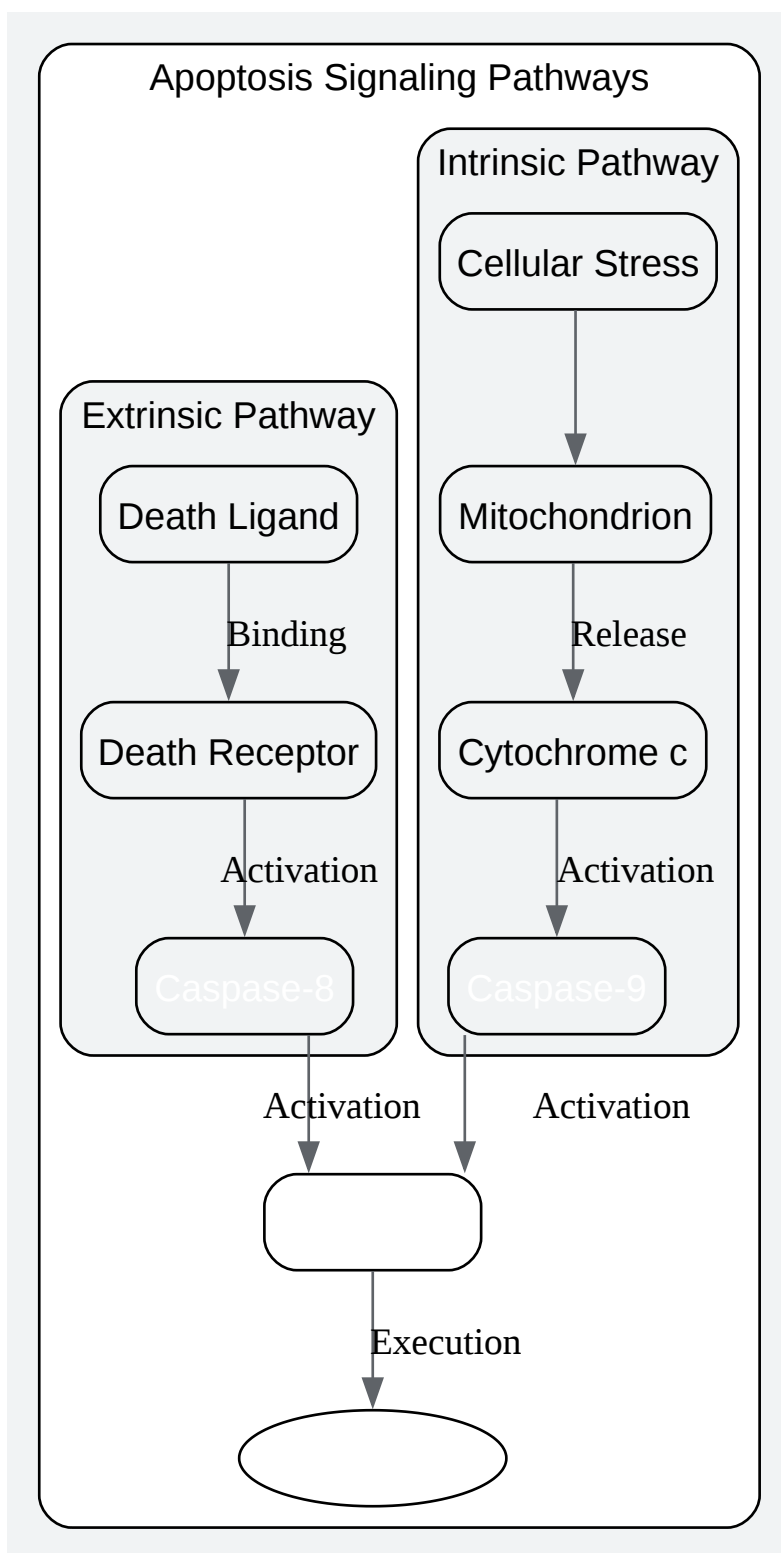 Apoptosis Signaling Pathways
Intrinsic Pathway
Cellular Stress
Extrinsic Pathway
Death Ligand
Mitochondrion
Binding
Release
Death Receptor
Cytochrome c
Activation
Activation
Caspase-8
Caspase-9
Activation
Activation
Execution